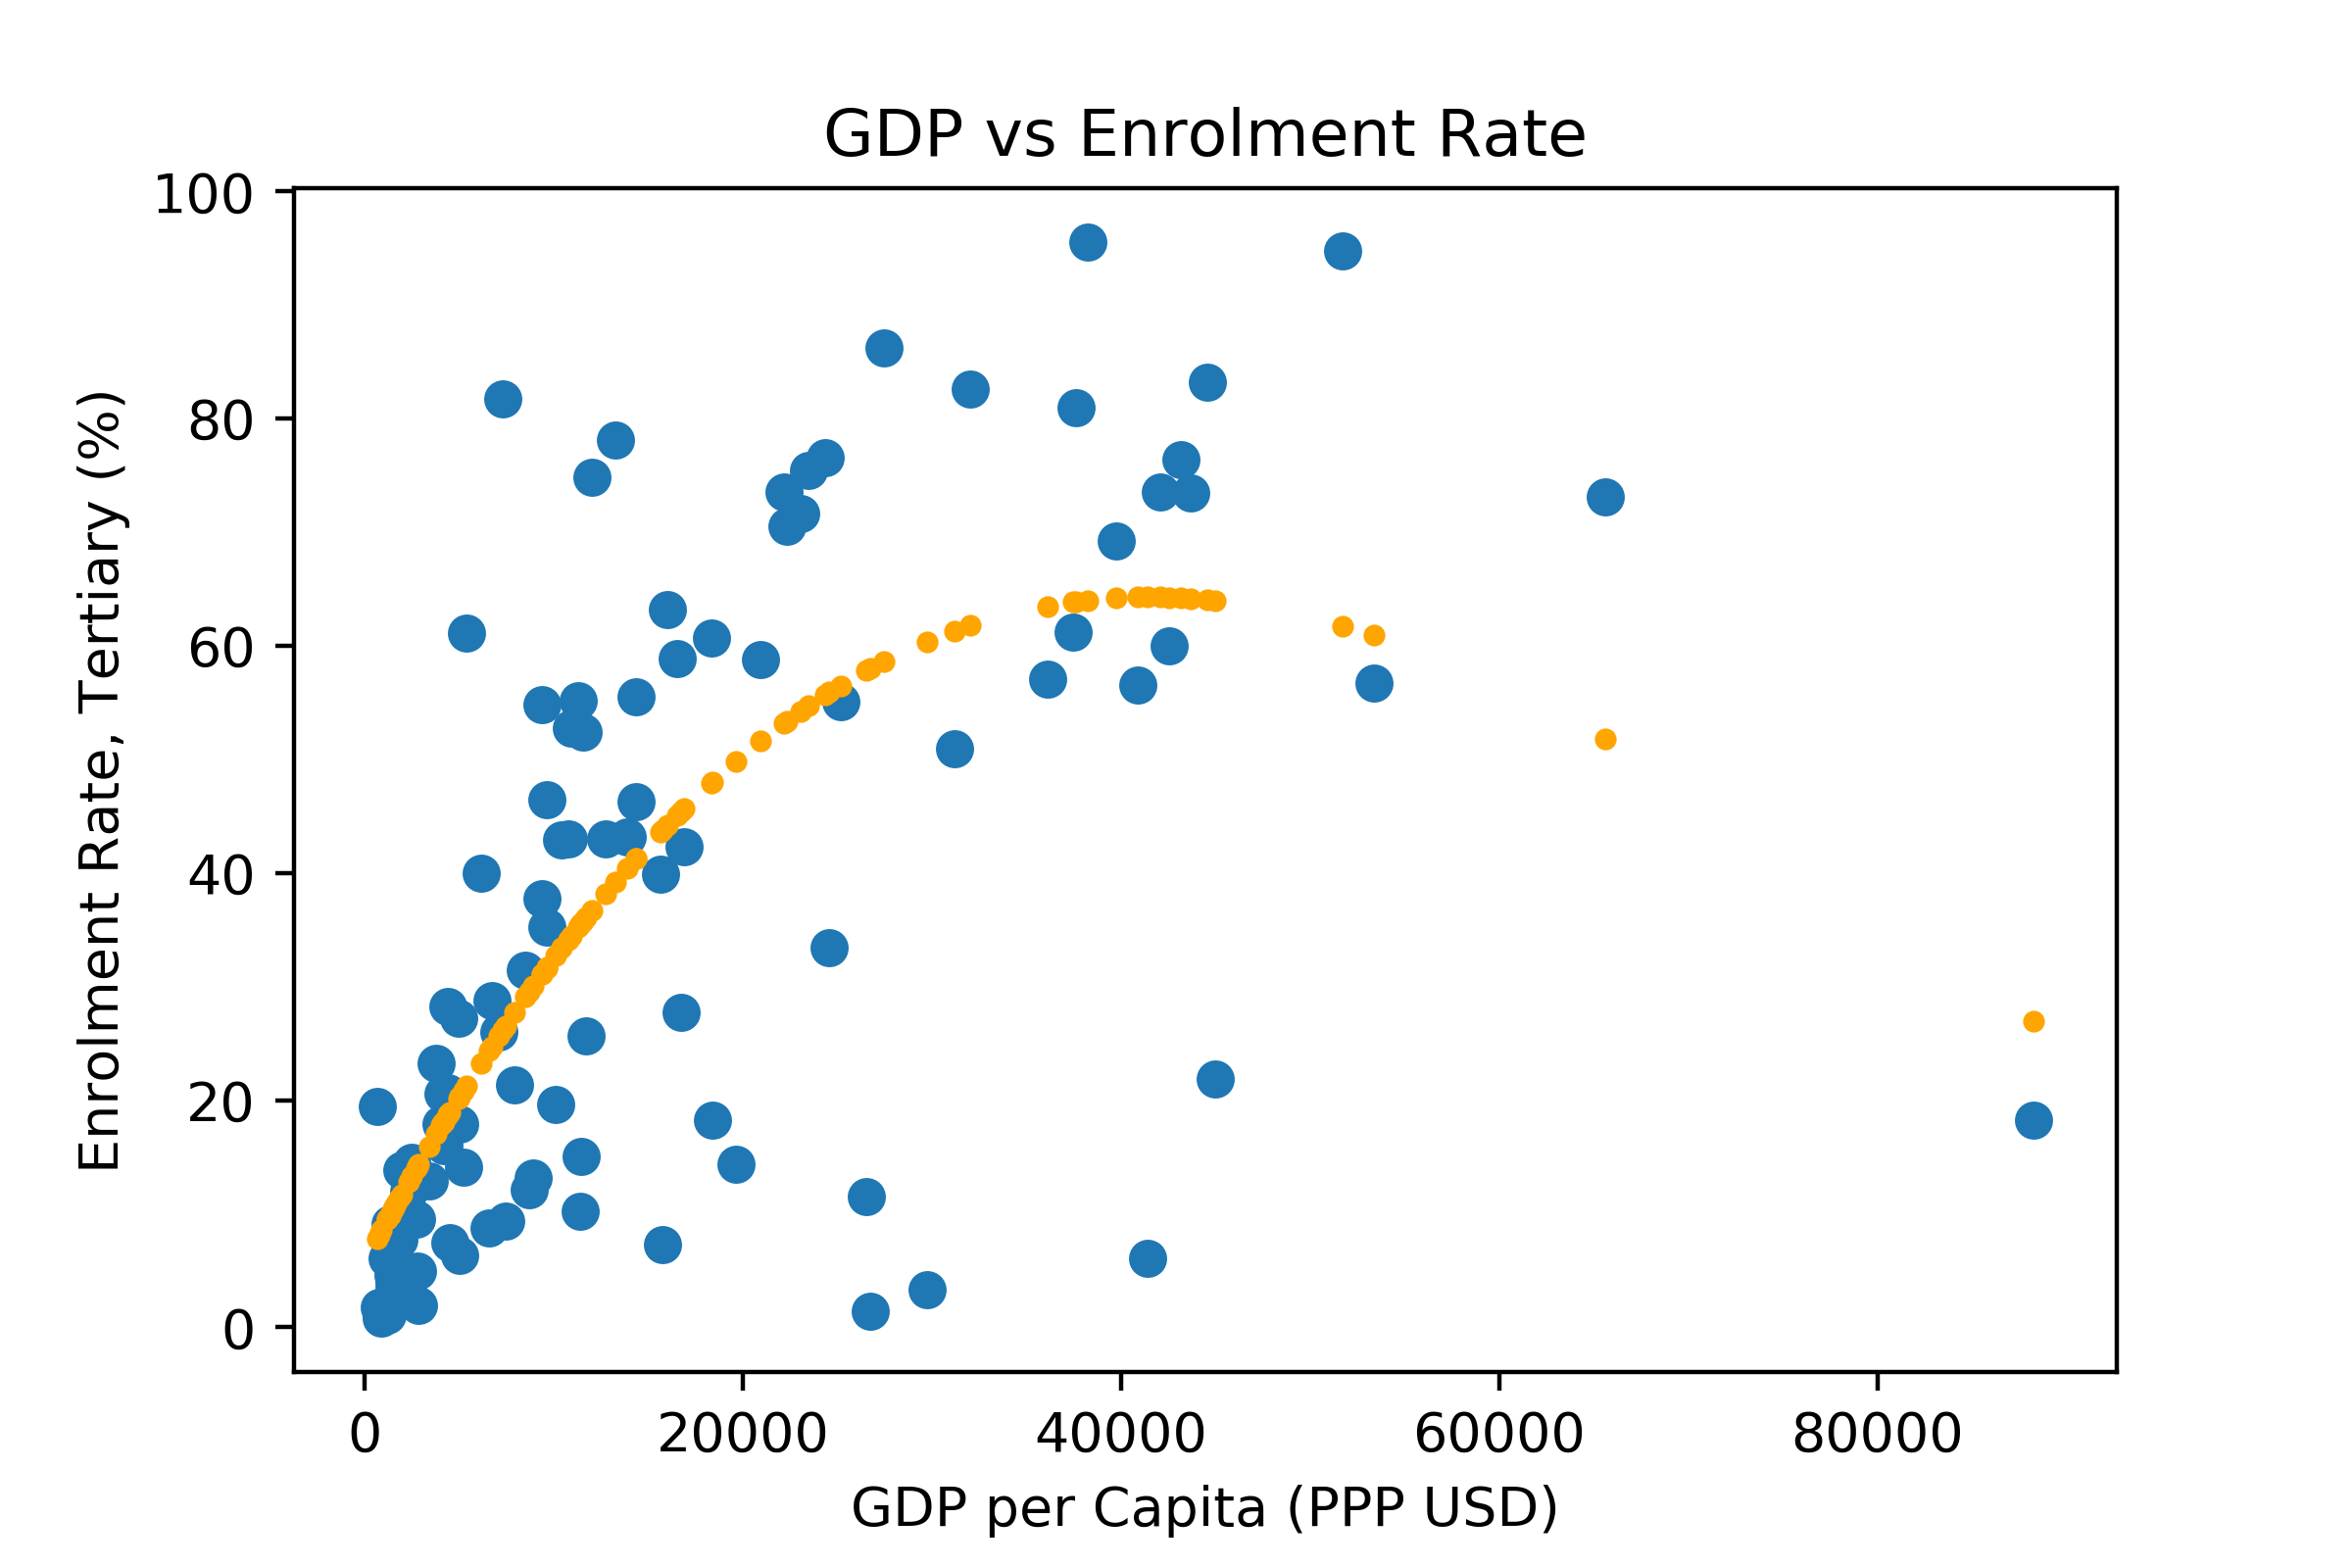 GDP vs Enrolment Rate
Enrolment Rate, Tertiary (%)
100
80
60
40
20
0
0 20000 40000 60000 80000
GDP per Capita (PPP USD)